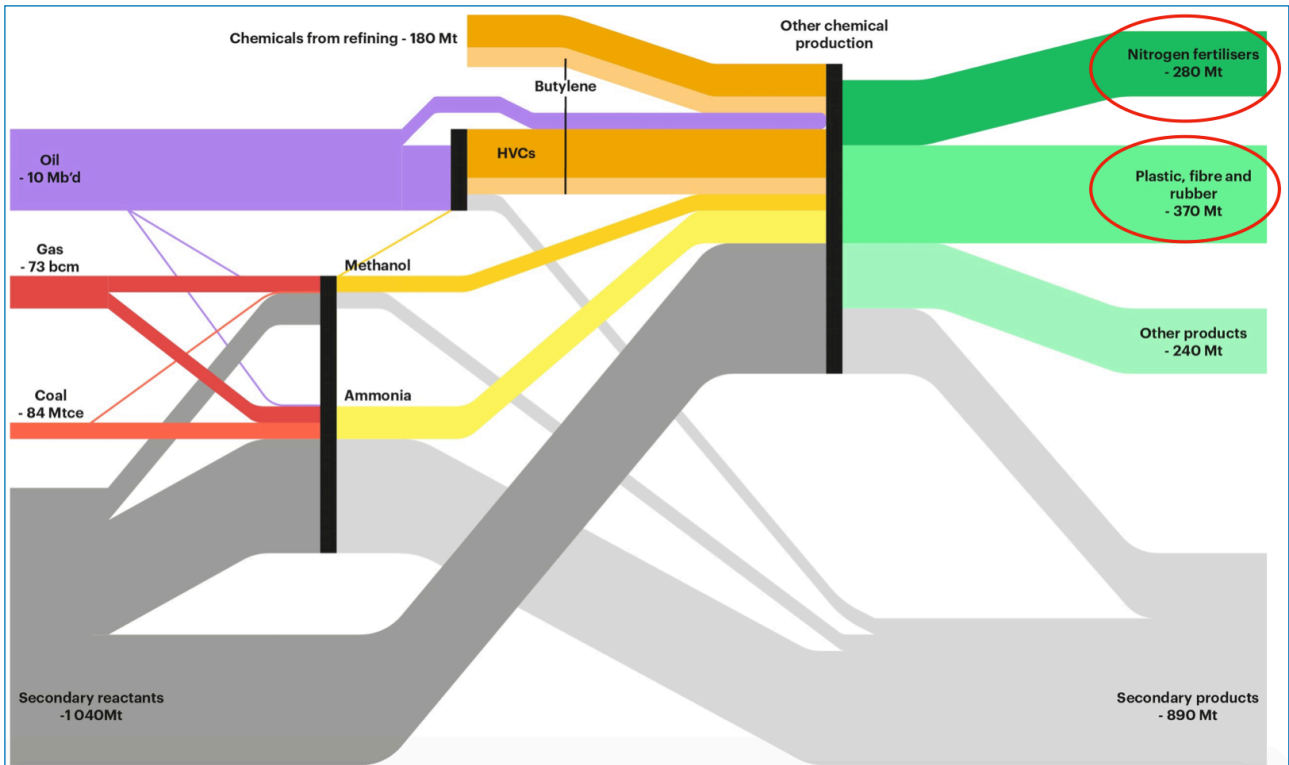 Chemicals from refining - 180 Mt
Other chemical
production
Nitrogen fertilisers
- 280 Mt
Butylene
Oil
- 10 Mb'd
HVCs
Plastic, fibre and
rubber
- 370 Mt
Gas
- 73 bcm
Methanol
Other products
- 240 Mt
Coal
- 84 Mtce
Ammonia
Secondary reactants
-1 040Mt
Secondary products
- 890 Mt